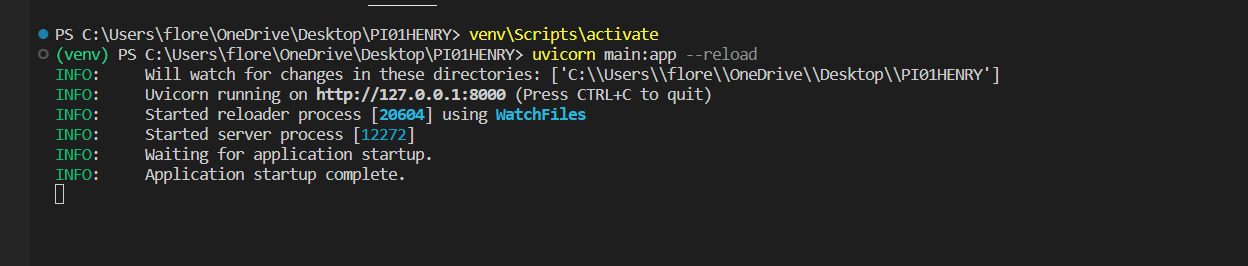 PS C:\Users\flore\OneDrive\Desktop\PI01HENRY> venv\Scripts\activate
(venv) PS C:\Users\flore\OneDrive\Desktop\PI01HENRY> uvicorn main:app --reload
INFO:     Will watch for changes in these directories: ['C:\\Users\\flore\\OneDrive\\Desktop\\PI01HENRY']
INFO:     Uvicorn running on http://127.0.0.1:8000 (Press CTRL+C to quit)
INFO:     Started reloader process [20604] using WatchFiles
INFO:     Started server process [12272]
INFO:     Waiting for application startup.
INFO:     Application startup complete.